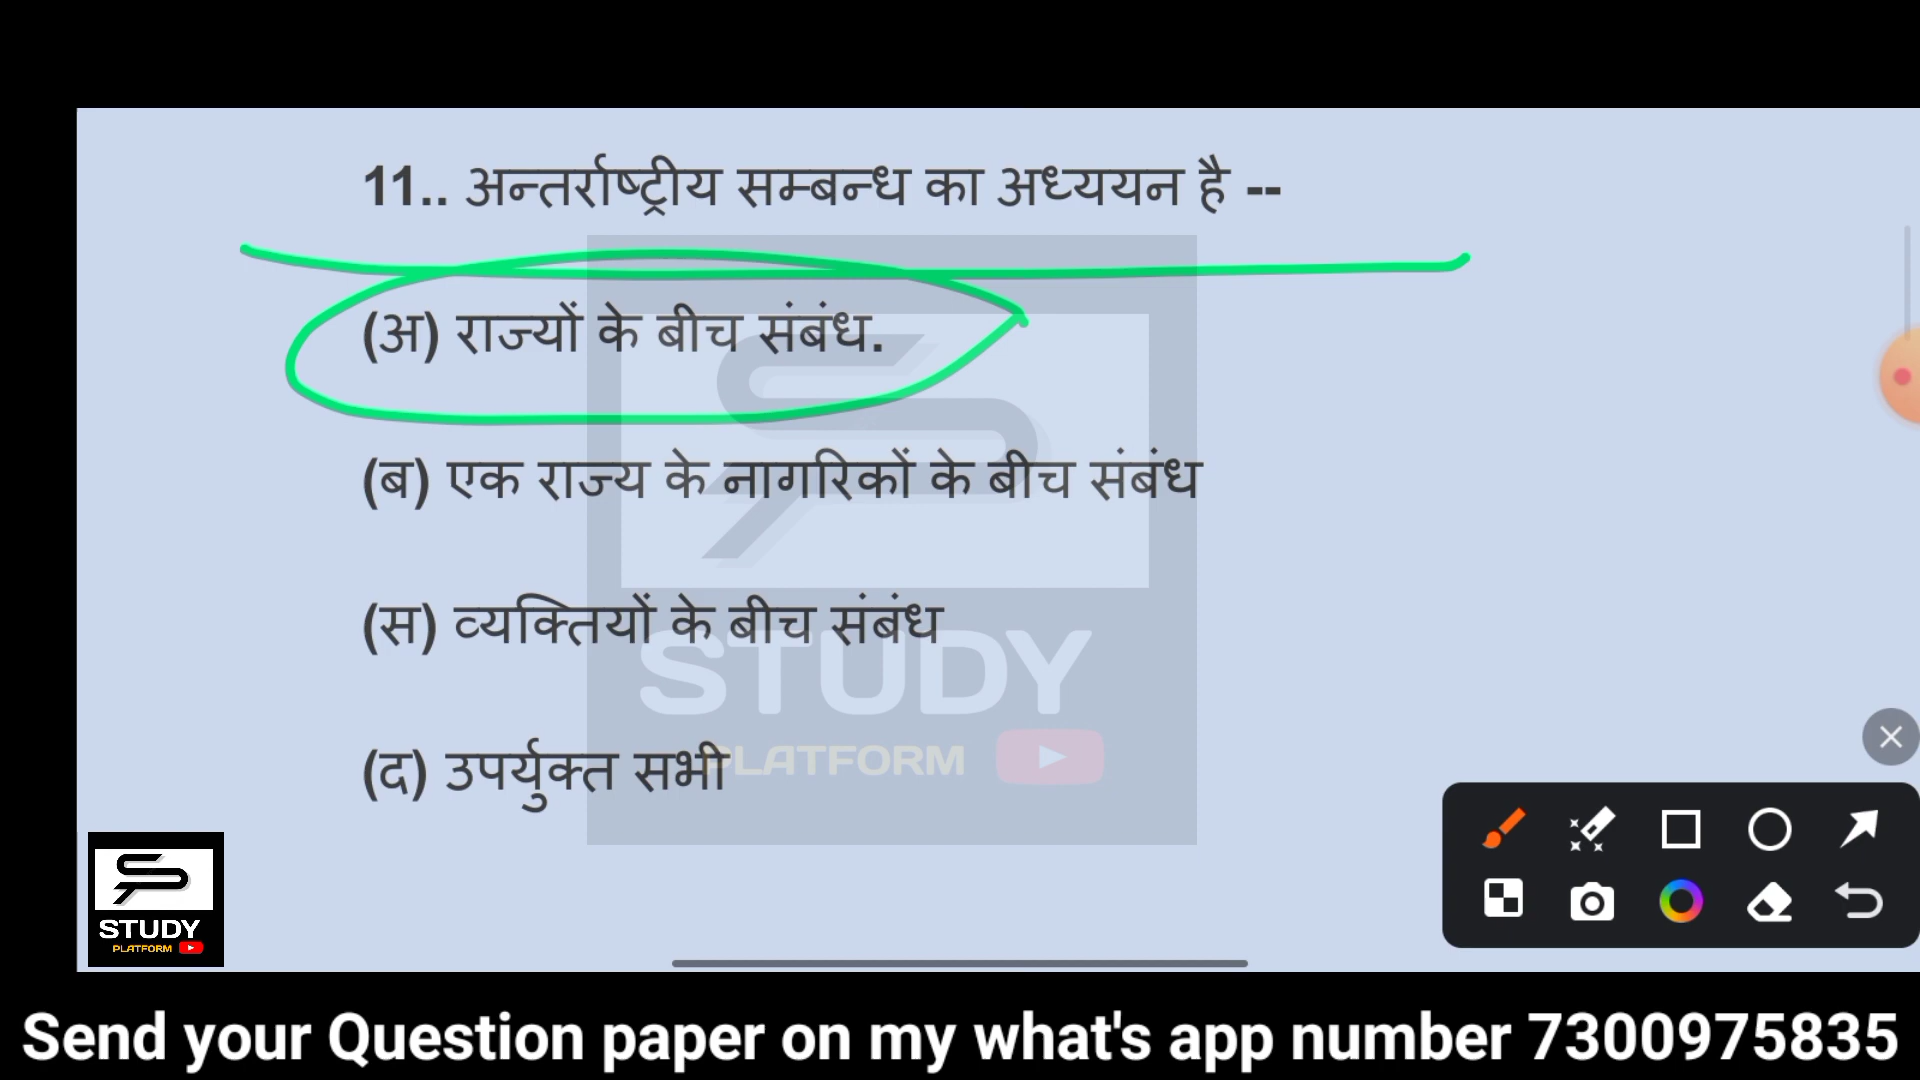 11.. अन्तर्राष्ट्रीय सम्बन्ध का अध्ययन है --
(अ) राज्यों के बीच संबंध.
(ब) एक राज्य के नागरिकों के बीच संबंध
(स) व्यक्तियों के बीच संबंध
(द) उपर्युक्त सभी
STUDY
PLATFORM
STUDY
PLATFORM
Send your Question paper on my what's app number 7300975835